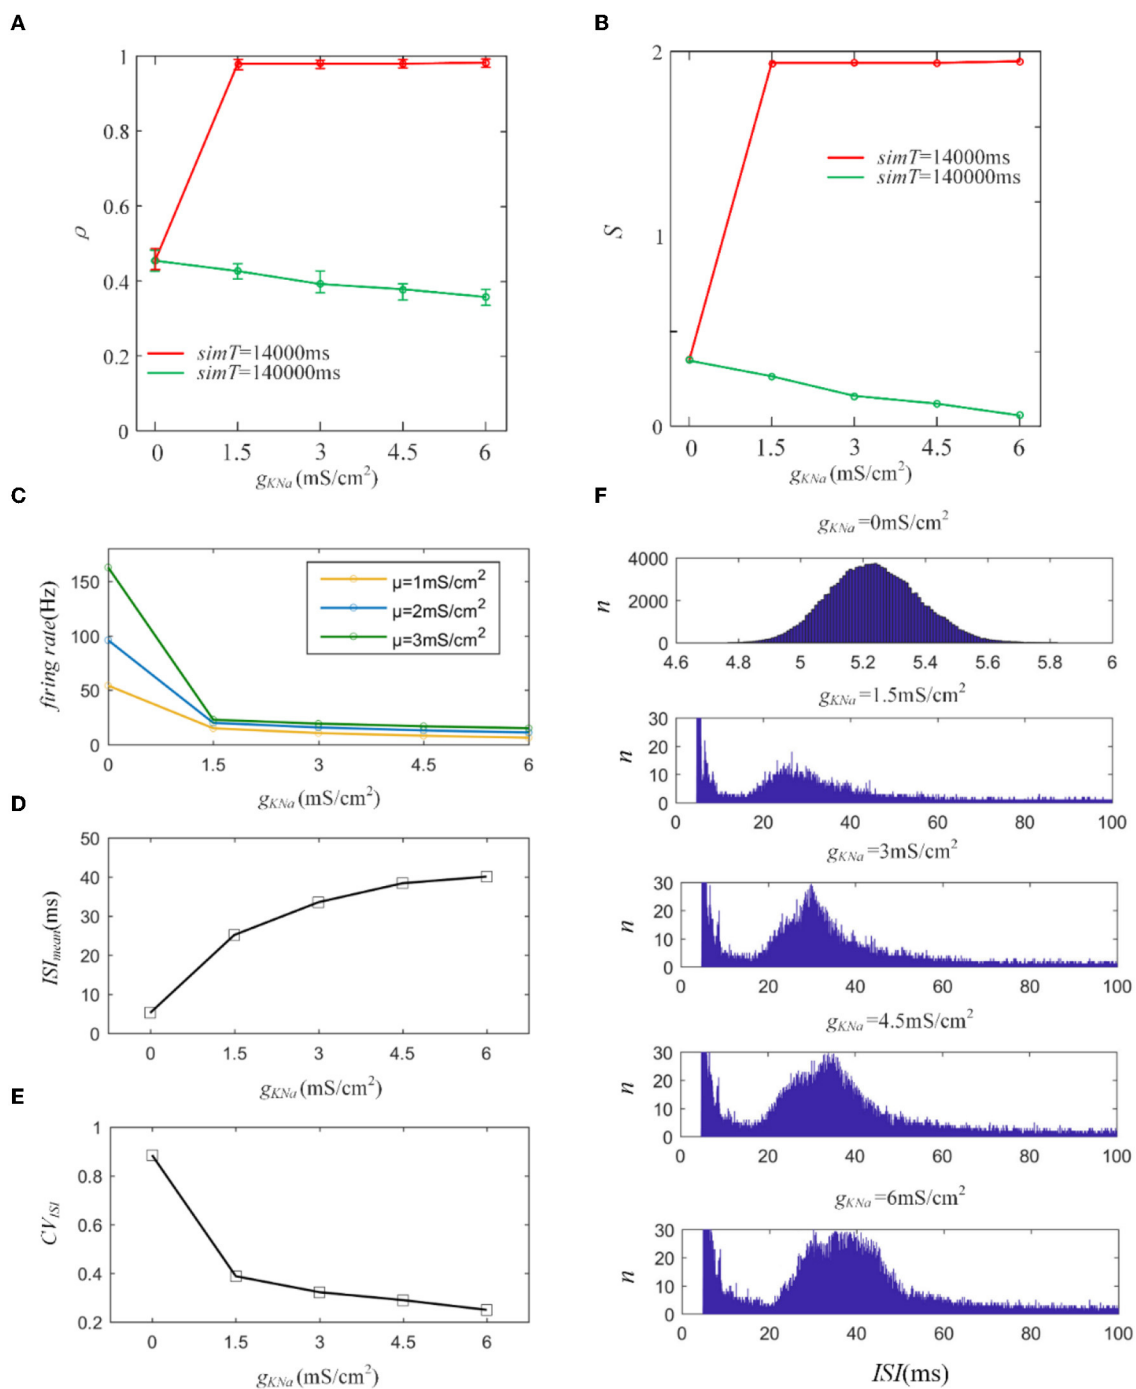 A
1
0.8
0.6
0.4
0.2
0
ρ
simT=14000ms
simT=140000ms
0 1.5 3 4.5 6
gKNa (mS/cm²)
B
2
1
0
S
simT=14000ms
simT=140000ms
0 1.5 3 4.5 6
gKNa (mS/cm²)
C
150
100
50
0
firing rate(Hz)
μ=1mS/cm²
μ=2mS/cm²
μ=3mS/cm²
0 1.5 3 4.5 6
gKNa (mS/cm²)
D
50
40
30
20
10
0
ISImean(ms)
0 1.5 3 4.5 6
gKNa (mS/cm²)
E
1
0.8
0.6
0.4
0.2
CVISI
0 1.5 3 4.5 6
gKNa (mS/cm²)
F
gKNa =0mS/cm²
4000
2000
0
n
4.6 4.8 5 5.2 5.4 5.6 5.8 6
gKNa =1.5mS/cm²
30
20
10
0
n
0 20 40 60 80 100
gKNa =3mS/cm²
30
20
10
0
n
0 20 40 60 80 100
gKNa =4.5mS/cm²
30
20
10
0
n
0 20 40 60 80 100
gKNa =6mS/cm²
30
20
10
0
n
0 20 40 60 80 100
ISI(ms)